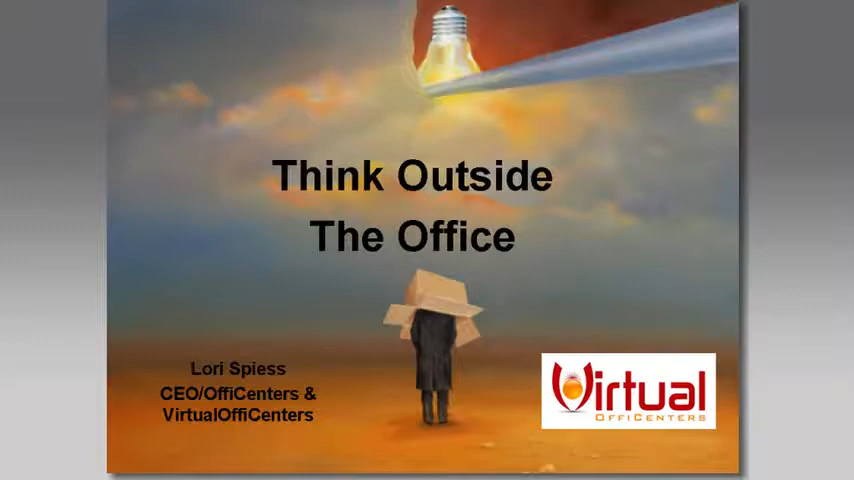 Think Outside
The Office
Lori Spiess
CEO/OffiCenters &
VirtualOffiCenters
Virtual
OFFICENTERS